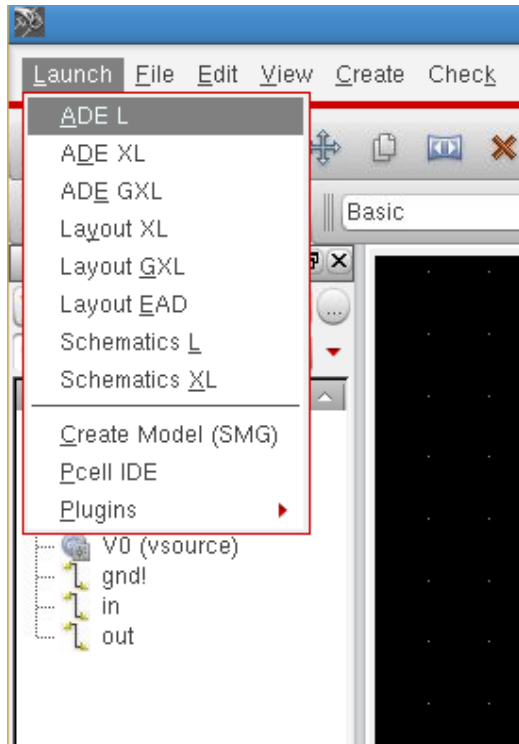 Launch File Edit View Create Check
ADE L
ADE XL
ADE GXL
Basic
Layout XL
Layout GXL
Layout EAD
...
Schematics L
Schematics XL
Create Model (SMG)
Pcell IDE
Plugins
V0 (vsource)
gnd!
in
out